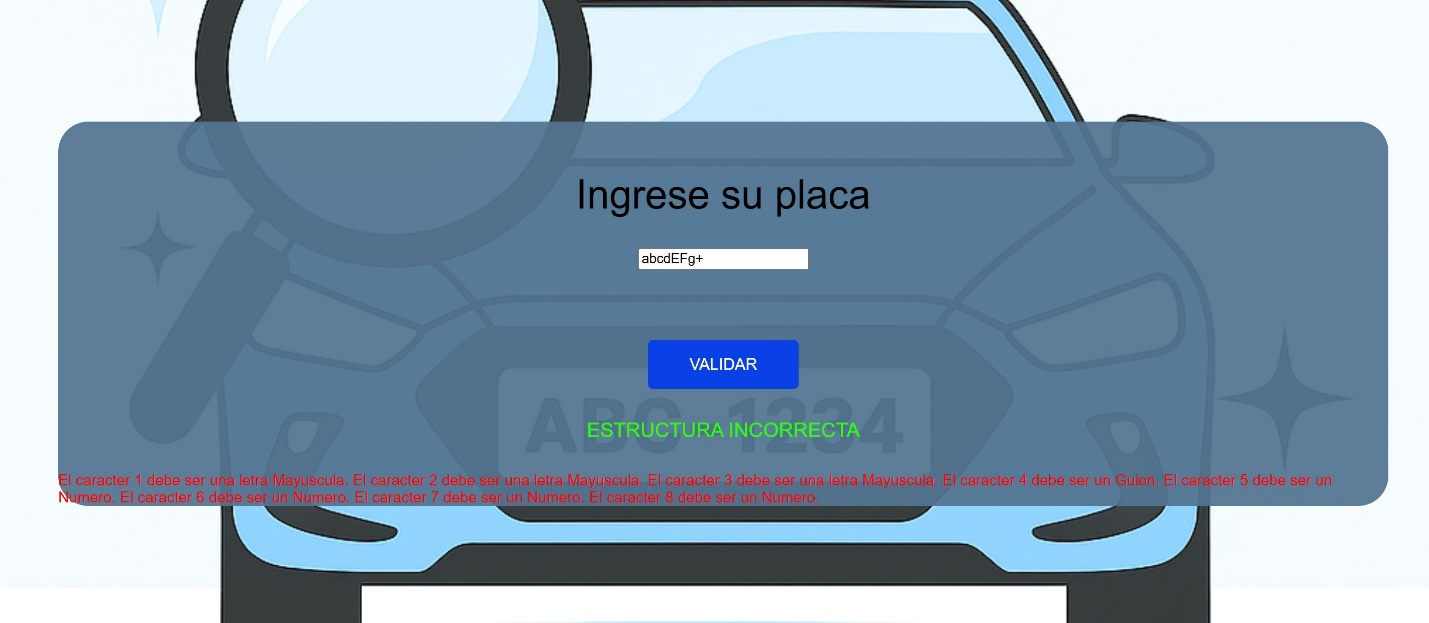 Ingrese su placa
abcdEFg+
VALIDAR
ABC 1234
ESTRUCTURA INCORRECTA
El caracter 1 debe ser una letra Mayuscula. El caracter 2 debe ser una letra Mayuscula. El caracter 3 debe ser una letra Mayuscula. El caracter 4 debe ser un Guion. El caracter 5 debe ser un
Numero. El caracter 6 debe ser un Numero. El caracter 7 debe ser un Numero. El caracter 8 debe ser un Numero.